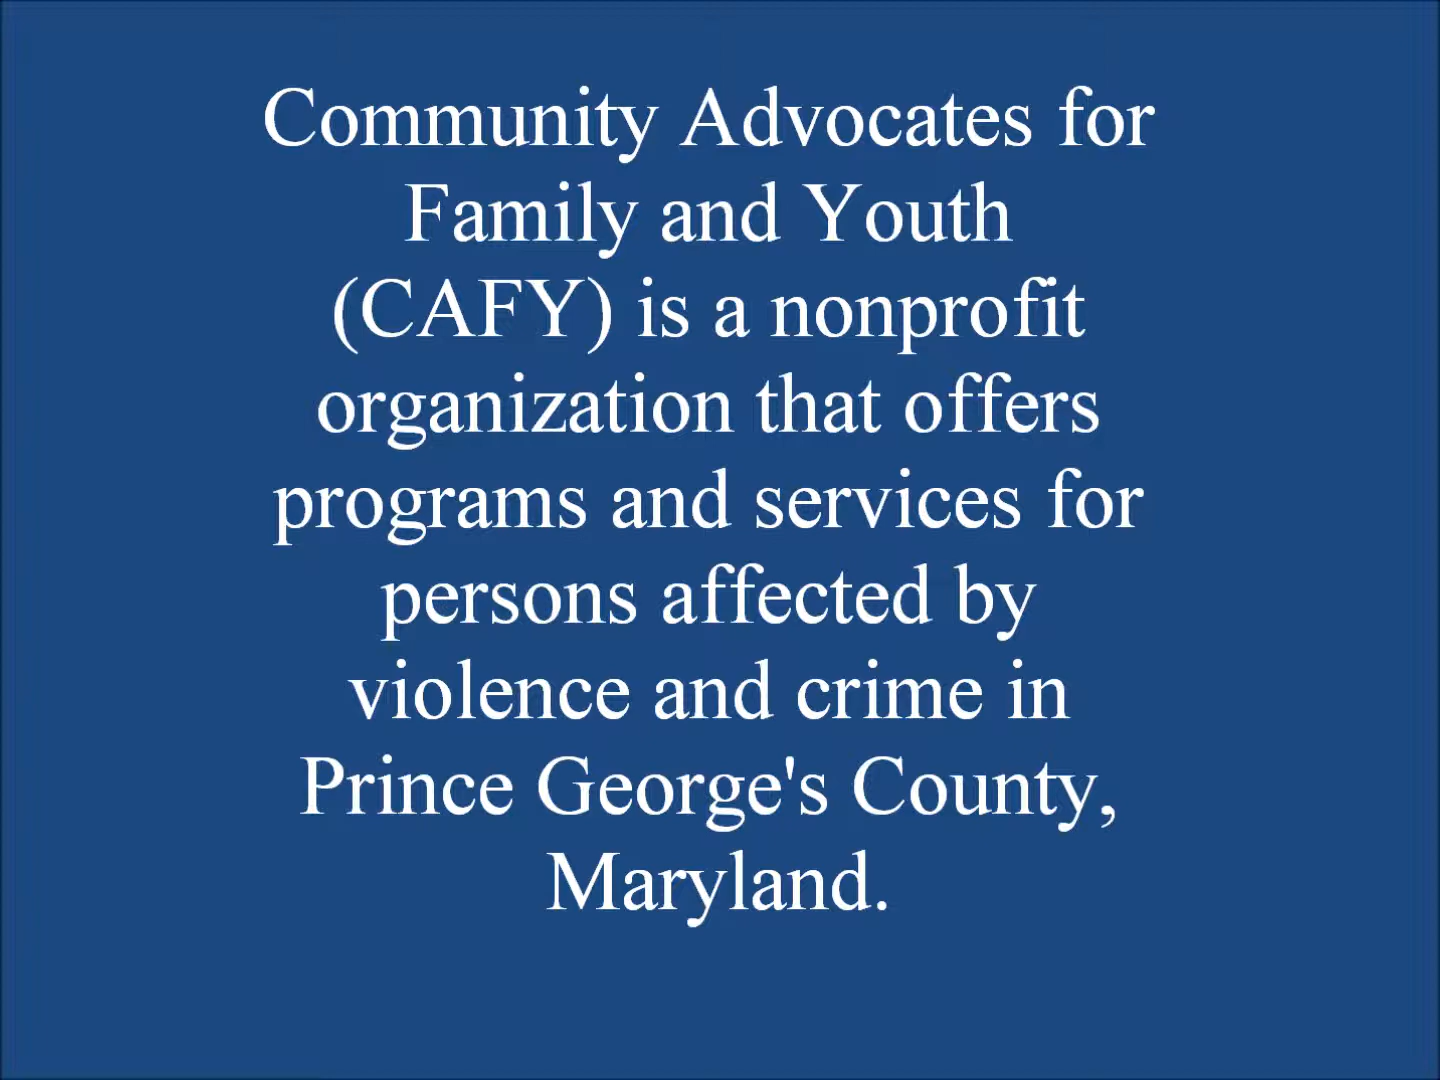 Community Advocates for
Family and Youth
(CAFY) is a nonprofit
organization that offers
programs and services for
persons affected by
violence and crime in
Prince George's County,
Maryland.